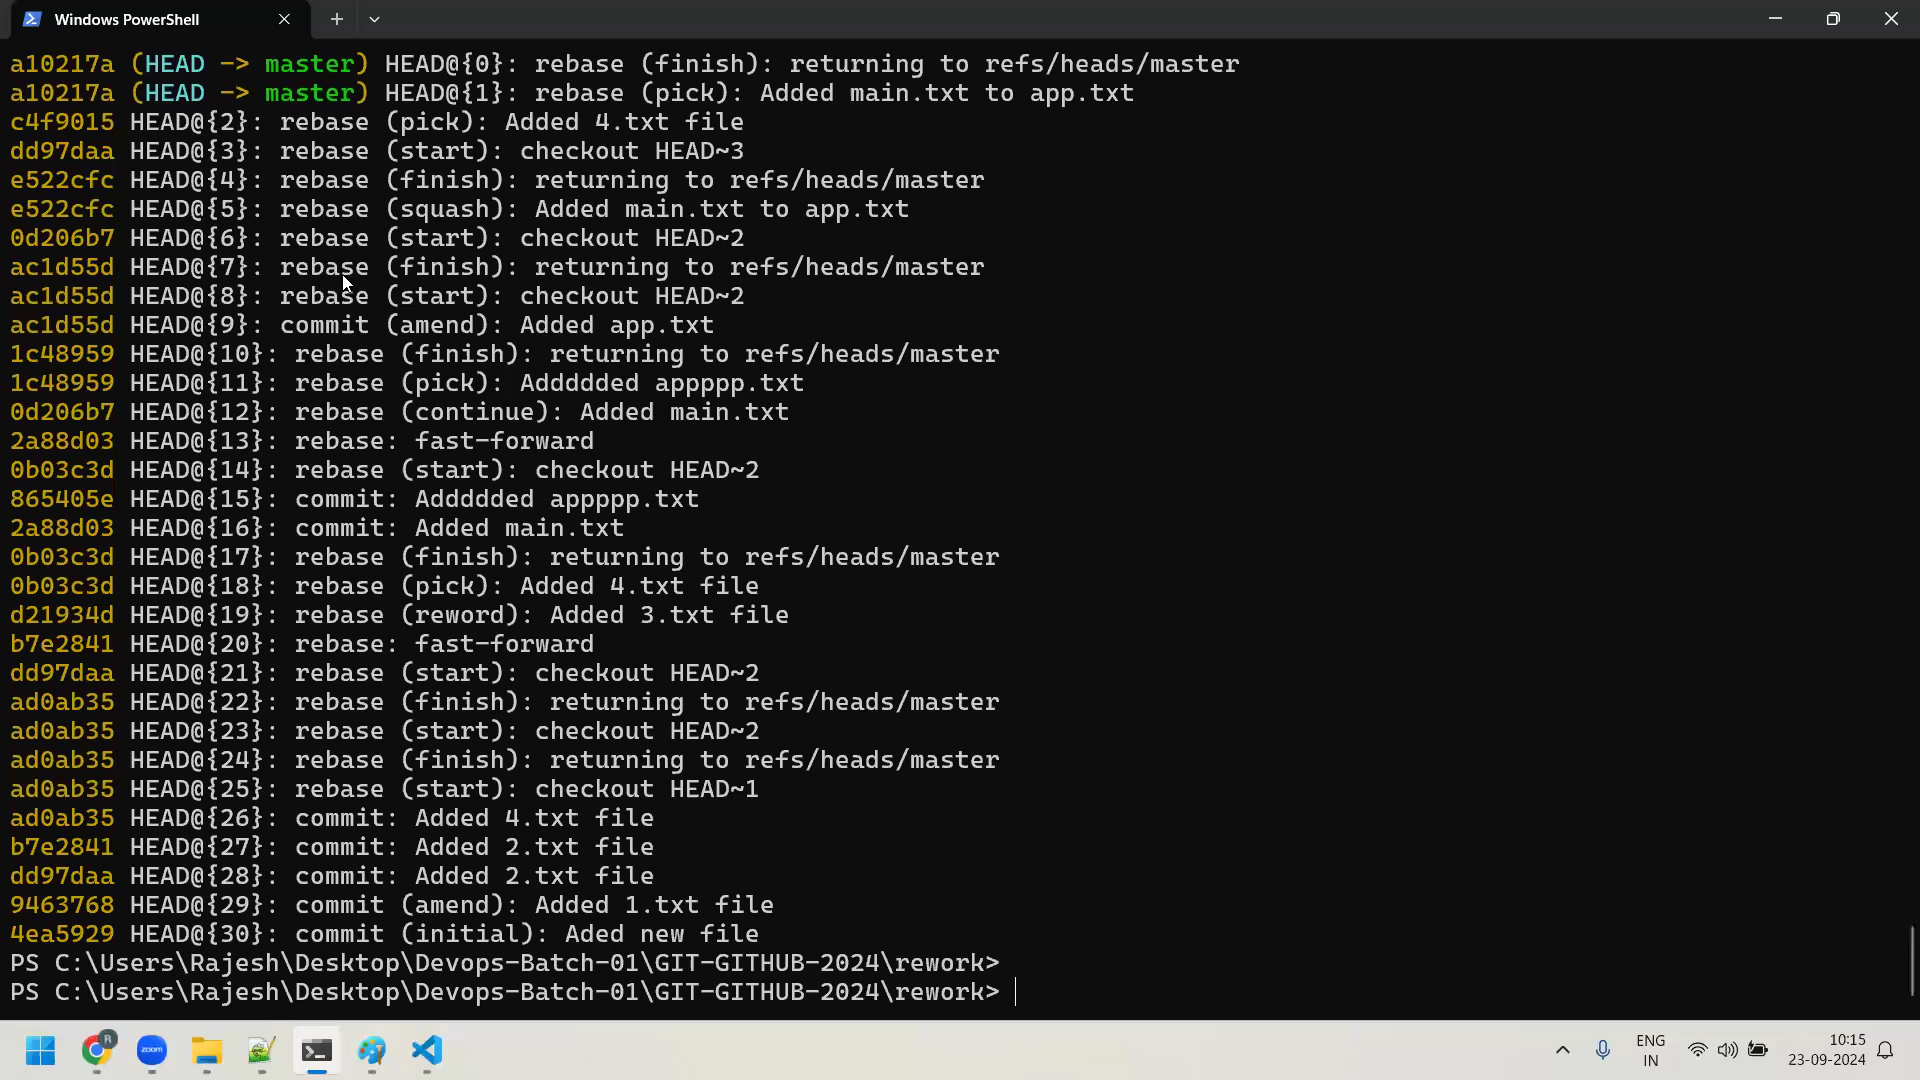 Windows PowerShell
a10217a (HEAD -> master) HEAD@{0}: rebase (finish): returning to refs/heads/master
a10217a (HEAD -> master) HEAD@{1}: rebase (pick): Added main.txt to app.txt
c4f9015 HEAD@{2}: rebase (pick): Added 4.txt file
dd97daa HEAD@{3}: rebase (start): checkout HEAD~3
e522cfc HEAD@{4}: rebase (finish): returning to refs/heads/master
e522cfc HEAD@{5}: rebase (squash): Added main.txt to app.txt
0d206b7 HEAD@{6}: rebase (start): checkout HEAD~2
ac1d55d HEAD@{7}: rebase (finish): returning to refs/heads/master
ac1d55d HEAD@{8}: rebase (start): checkout HEAD~2
ac1d55d HEAD@{9}: commit (amend): Added app.txt
1c48959 HEAD@{10}: rebase (finish): returning to refs/heads/master
1c48959 HEAD@{11}: rebase (pick): Addddded appppp.txt
0d206b7 HEAD@{12}: rebase (continue): Added main.txt
2a88d03 HEAD@{13}: rebase: fast-forward
0b03c3d HEAD@{14}: rebase (start): checkout HEAD~2
865405e HEAD@{15}: commit: Addddded appppp.txt
2a88d03 HEAD@{16}: commit: Added main.txt
0b03c3d HEAD@{17}: rebase (finish): returning to refs/heads/master
0b03c3d HEAD@{18}: rebase (pick): Added 4.txt file
d21934d HEAD@{19}: rebase (reword): Added 3.txt file
b7e2841 HEAD@{20}: rebase: fast-forward
dd97daa HEAD@{21}: rebase (start): checkout HEAD~2
ad0ab35 HEAD@{22}: rebase (finish): returning to refs/heads/master
ad0ab35 HEAD@{23}: rebase (start): checkout HEAD~2
ad0ab35 HEAD@{24}: rebase (finish): returning to refs/heads/master
ad0ab35 HEAD@{25}: rebase (start): checkout HEAD~1
ad0ab35 HEAD@{26}: commit: Added 4.txt file
b7e2841 HEAD@{27}: commit: Added 2.txt file
dd97daa HEAD@{28}: commit: Added 2.txt file
9463768 HEAD@{29}: commit (amend): Added 1.txt file
4ea5929 HEAD@{30}: commit (initial): Aded new file
PS C:\Users\Rajesh\Desktop\Devops-Batch-01\GIT-GITHUB-2024\rework>
PS C:\Users\Rajesh\Desktop\Devops-Batch-01\GIT-GITHUB-2024\rework>
R
zoom
ENG
IN
10:15
23-09-2024